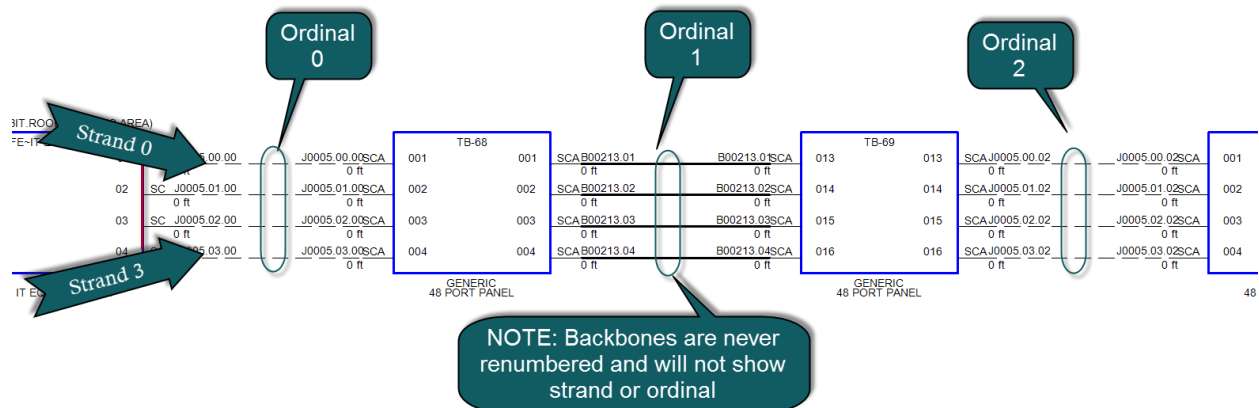 Ordinal
0
Ordinal
1
Ordinal
2
Strand 0
Strand 3
TB-68
TB-69
J0005.00.00 SCA 001 001 SCA B00213.01 B00213.01 SCA 013 013 SCA J0005.00.02 J0005.00.02 SCA 001
0 ft 0 ft 0 ft 0 ft 0 ft
02 SC J0005.01.00 J0005.01.00 SCA 002 002 SCA B00213.02 B00213.02 SCA 014 014 SCA J0005.01.02 J0005.01.02 SCA 002
0 ft 0 ft 0 ft 0 ft 0 ft 0 ft
03 SC J0005.02.00 J0005.02.00 SCA 003 003 SCA B00213.03 B00213.03 SCA 015 015 SCA J0005.02.02 J0005.02.02 SCA 003
0 ft 0 ft 0 ft 0 ft 0 ft 0 ft
04 J0005.03.00 SCA 004 004 SCA B00213.04 B00213.04 SCA 016 016 SCA J0005.03.02 J0005.03.02 SCA 004
0 ft 0 ft 0 ft 0 ft 0 ft
GENERIC
48 PORT PANEL
GENERIC
48 PORT PANEL
48
NOTE: Backbones are never
renumbered and will not show
strand or ordinal